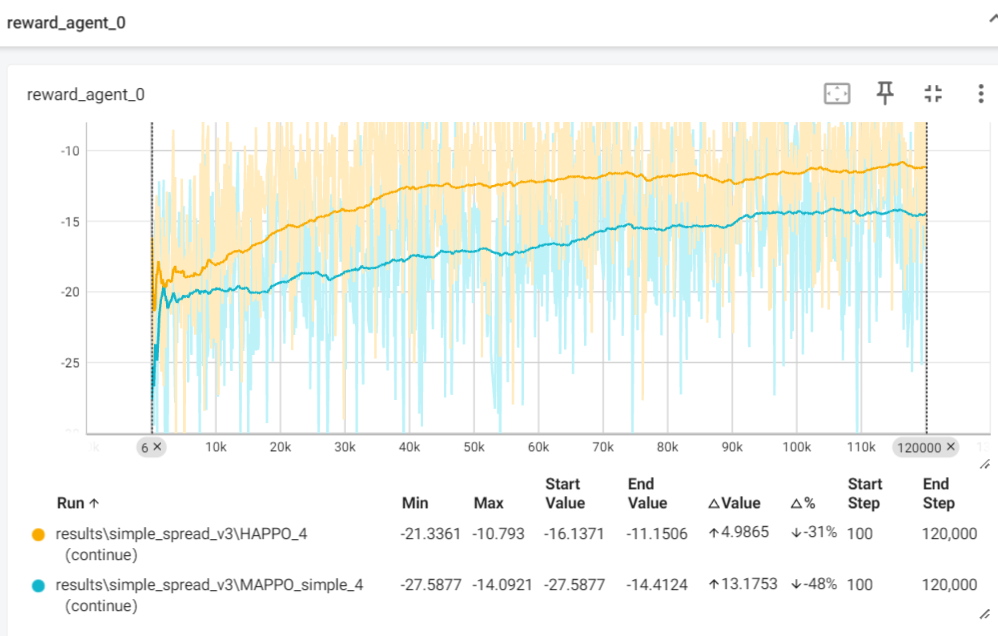 reward_agent_0
reward_agent_0
-10
-15
-20
-25
6 ×
10k
20k
30k
40k
50k
60k
70k
80k
90k
100k
110k
120000 ×
Run ↑ Min Max Start Value End Value △Value △% Start Step End Step
results\simple_spread_v3\HAPPO_4 -21.3361 -10.793 -16.1371 -11.1506 ↑4.9865 ↓-31% 100 120,000
(continue)
results\simple_spread_v3\MAPPO_simple_4 -27.5877 -14.0921 -27.5877 -14.4124 ↑13.1753 ↓-48% 100 120,000
(continue)